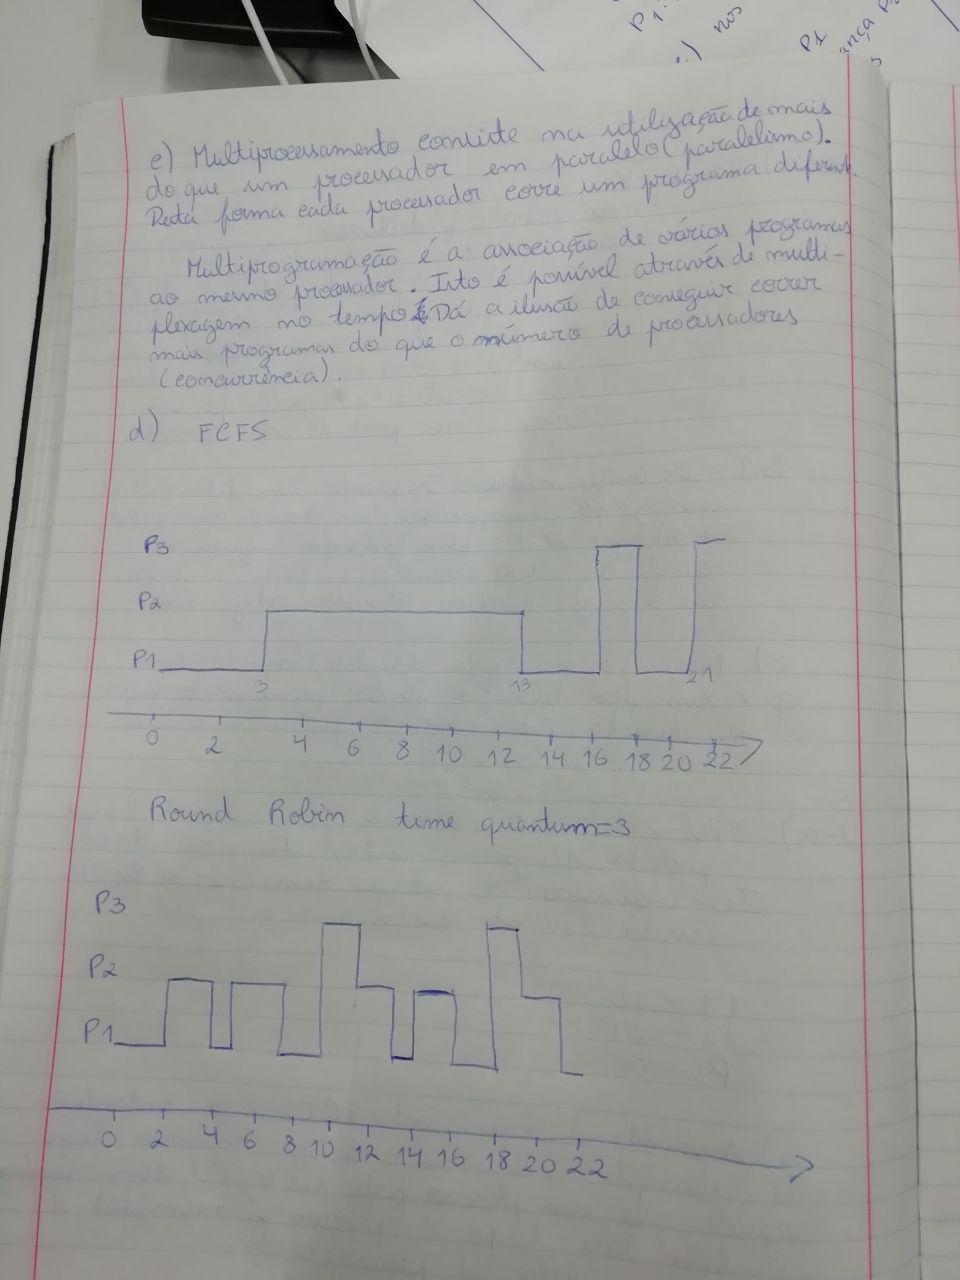 P1.
c) nos
P1
ança P2
e) Multiprocessamento consiste na utilização de mais
do que um processador em paralelo (paralelismo).
Desta forma cada processador corre um programa diferente.
Multiprogramação é a associação de vários programas
ao mesmo processador. Isto é possível através de multi-
plexagem no tempo. Dá a ilusão de conseguir correr
mais programas do que o número de processadores
(concurrência).
d) FCFS
P3
P2
P1
3 13 21
0 2 4 6 8 10 12 14 16 18 20 22
Round Robin time quantum=3
P3
P2
P1
0 2 4 6 8 10 12 14 16 18 20 22